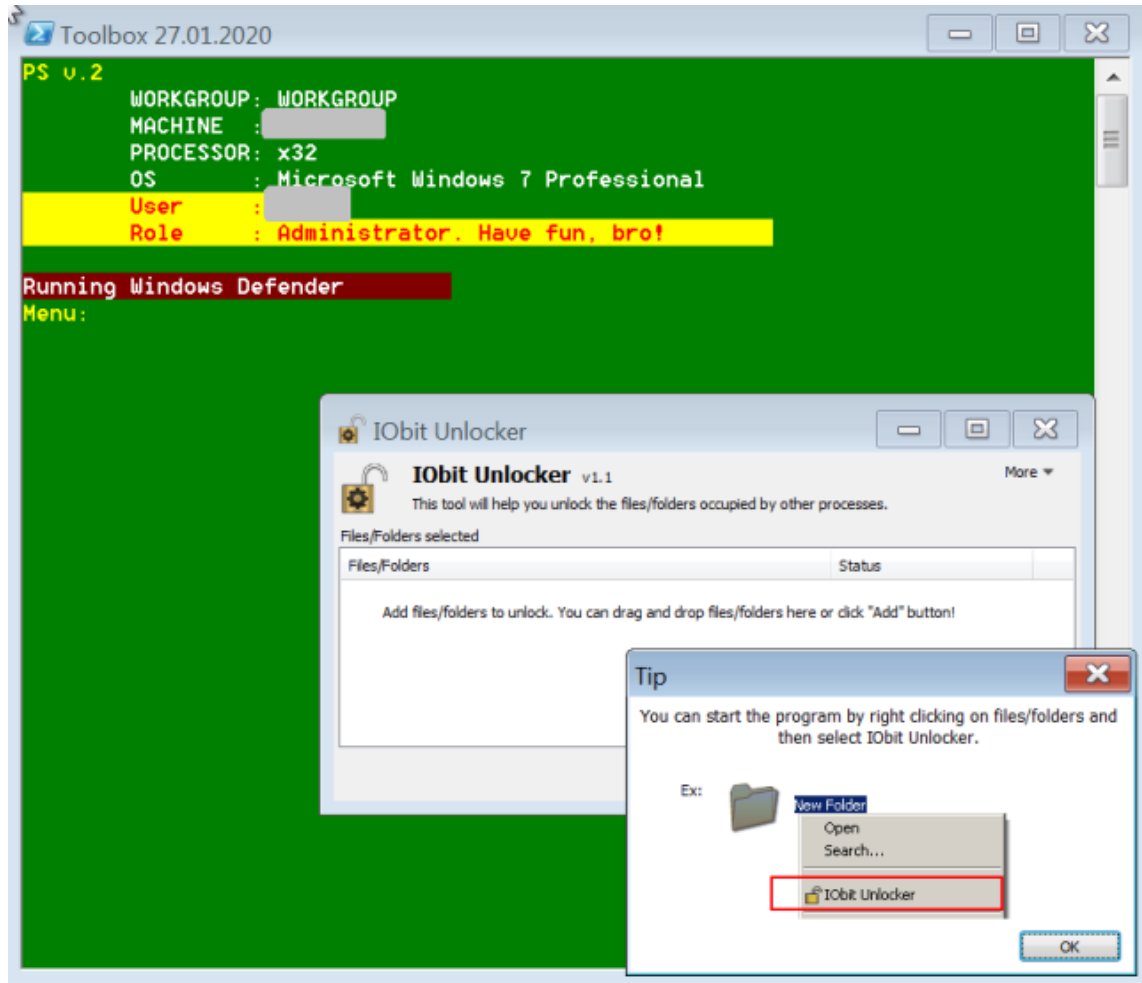 Toolbox 27.01.2020
PS v.2
WORKGROUP: WORKGROUP
MACHINE :
PROCESSOR: x32
OS : Microsoft Windows 7 Professional
User :
Role : Administrator. Have fun, bro!
Running Windows Defender
Menu:
IObit Unlocker
IObit Unlocker v1.1
More
This tool will help you unlock the files/folders occupied by other processes.
Files/Folders selected
Files/Folders Status
Add files/folders to unlock. You can drag and drop files/folders here or click "Add" button!
Tip
You can start the program by right clicking on files/folders and
then select IObit Unlocker.
Ex:
New Folder
Open
Search...
IObit Unlocker
OK